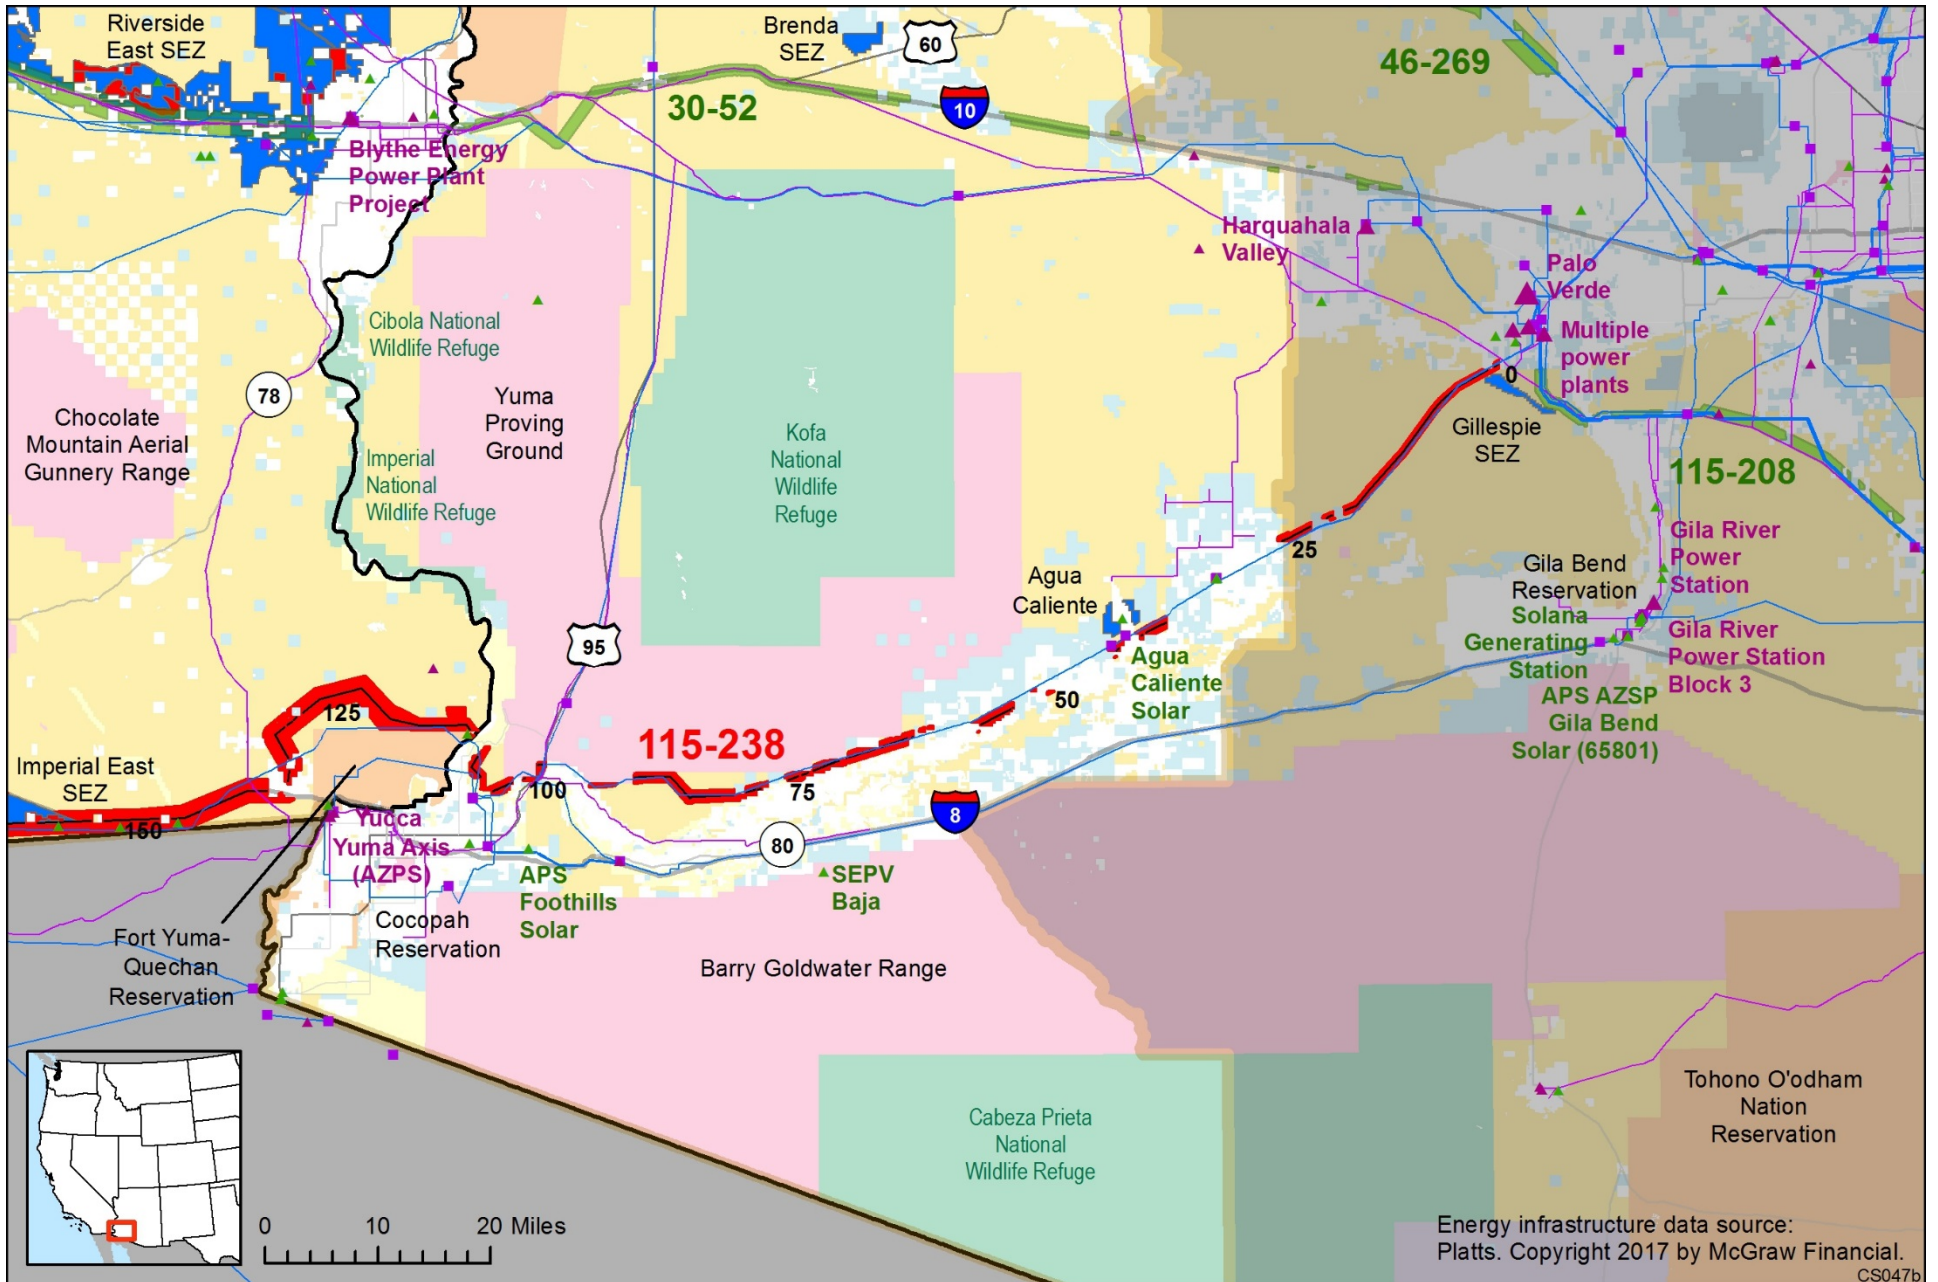 Riverside
East SEZ
Brenda
SEZ
60
46-269
30-52
10
Blythe Energy
Power Plant
Project
Harquahala
Valley
Palo
Verde
Cibola National
Wildlife Refuge
Multiple
power
plants
0
78
Yuma
Proving
Ground
Chocolate
Mountain Aerial
Gunnery Range
Kofa
National
Wildlife
Refuge
Gillespie
SEZ
Imperial
National
Wildlife Refuge
115-208
25
Gila River
Power
Station
Gila Bend
Reservation
Agua
Caliente
95
Solana
Generating
Station
Gila River
Power Station
Block 3
Agua
Caliente
Solar
50
APS AZSP
Gila Bend
Solar (65801)
125
115-238
Imperial East
SEZ
100
75
8
150
Yucca
Yuma Axis
(AZPS)
80
APS
Foothills
Solar
SEPV
Baja
Cocopah
Reservation
Fort Yuma-
Quechan
Reservation
Barry Goldwater Range
Tohono O'odham
Nation
Reservation
Cabeza Prieta
National
Wildlife Refuge
0 10 20 Miles
Energy infrastructure data source:
Platts. Copyright 2017 by McGraw Financial.
CS047b